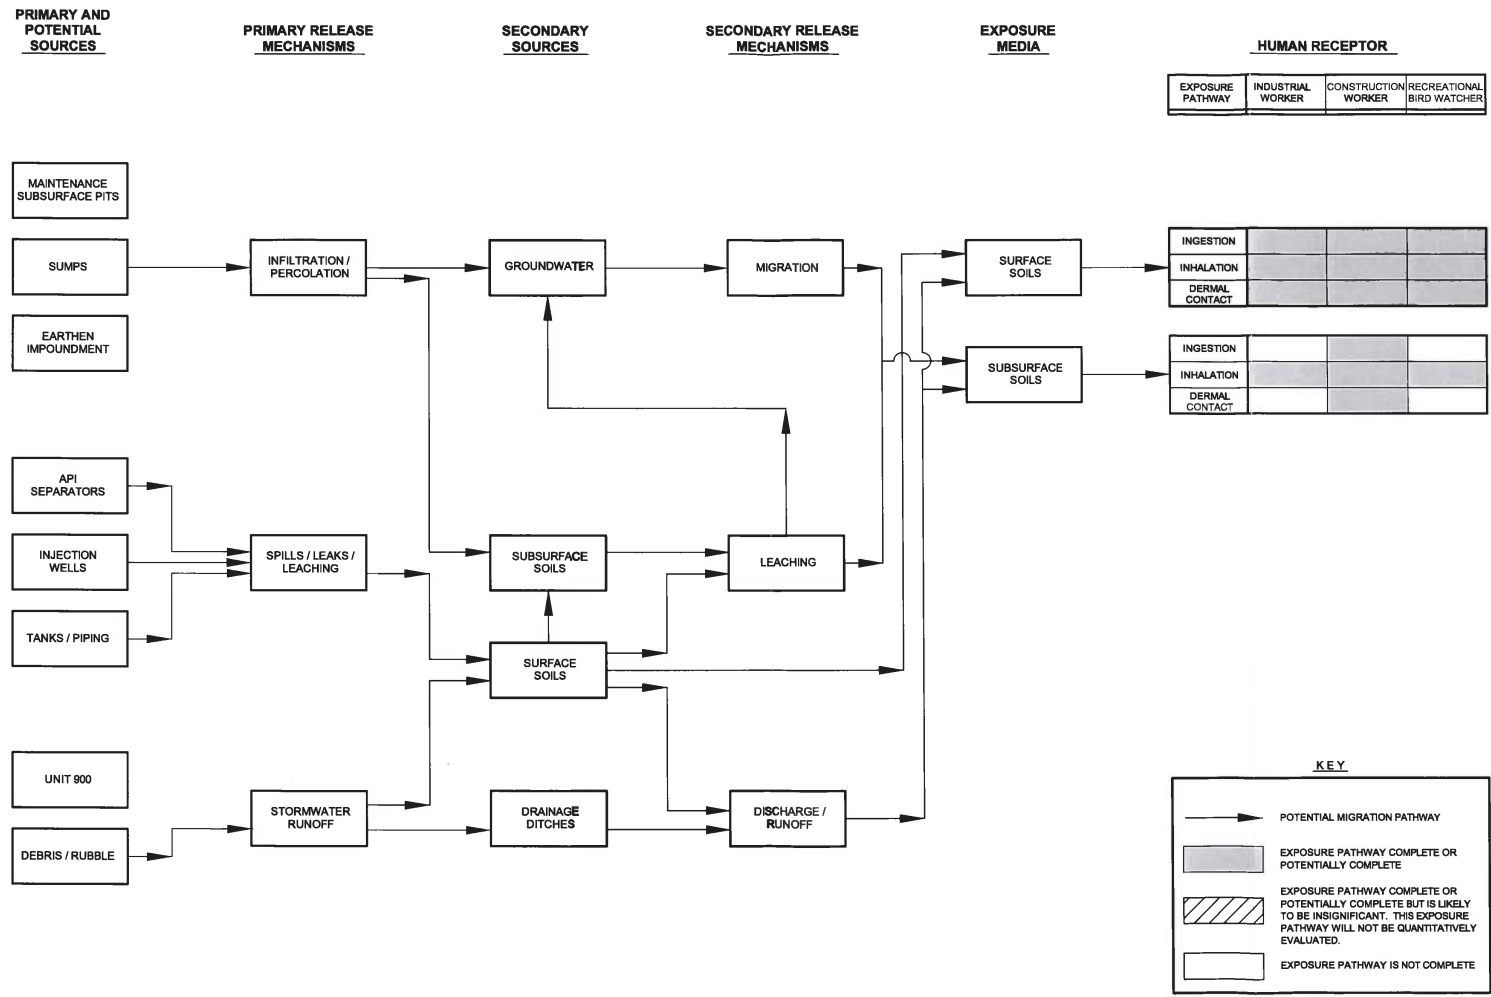 PRIMARY AND
POTENTIAL
SOURCES
PRIMARY RELEASE
MECHANISMS
SECONDARY
SOURCES
SECONDARY RELEASE
MECHANISMS
EXPOSURE
MEDIA
HUMAN RECEPTOR
EXPOSURE
PATHWAY
INDUSTRIAL
WORKER
CONSTRUCTION
WORKER
RECREATIONAL
BIRD WATCHER
MAINTENANCE
SUBSURFACE PITS
SUMPS
INFILTRATION /
PERCOLATION
GROUNDWATER
MIGRATION
SURFACE
SOILS
INGESTION
INHALATION
DERMAL
CONTACT
EARTHEN
IMPOUNDMENT
SUBSURFACE
SOILS
INGESTION
INHALATION
DERMAL
CONTACT
API
SEPARATORS
INJECTION
WELLS
SPILLS / LEAKS /
LEACHING
SUBSURFACE
SOILS
LEACHING
TANKS / PIPING
SURFACE
SOILS
UNIT 900
STORMWATER
RUNOFF
DRAINAGE
DITCHES
DISCHARGE /
RUNOFF
DEBRIS / RUBBLE
KEY
POTENTIAL MIGRATION PATHWAY
EXPOSURE PATHWAY COMPLETE OR
POTENTIALLY COMPLETE
EXPOSURE PATHWAY COMPLETE OR
POTENTIALLY COMPLETE BUT IS LIKELY
TO BE INSIGNIFICANT. THIS EXPOSURE
PATHWAY WILL NOT BE QUANTITATIVELY
EVALUATED.
EXPOSURE PATHWAY IS NOT COMPLETE